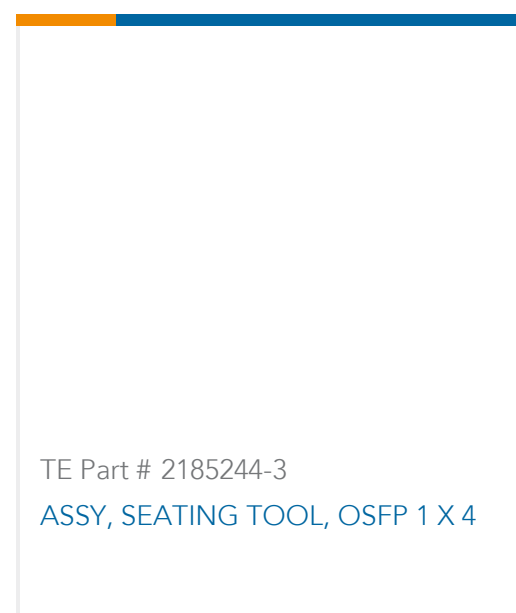 TE Part # 2185244-3
ASSY, SEATING TOOL, OSFP 1 X 4